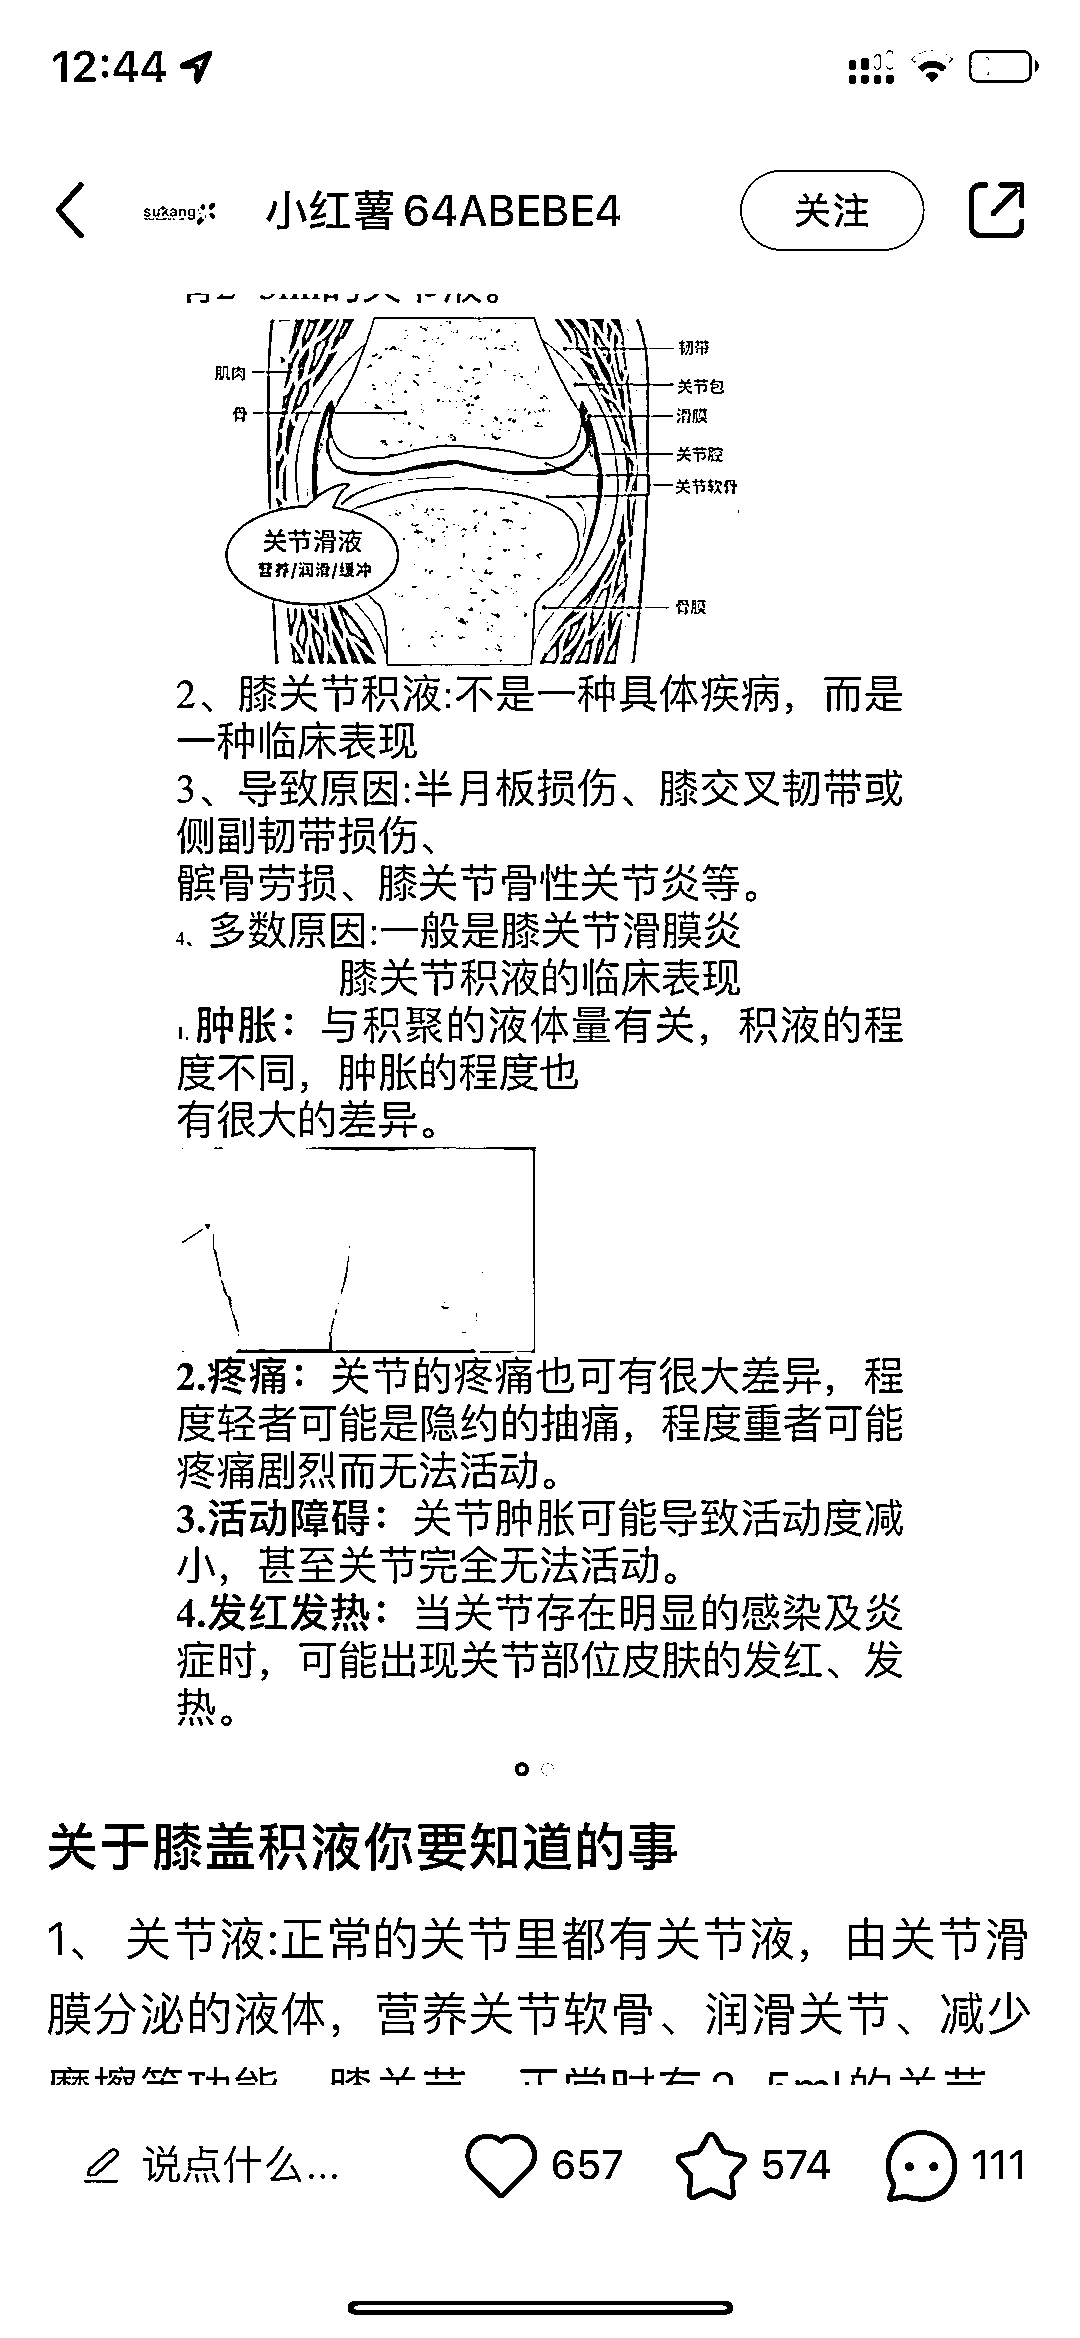 12:44
sukang
小红薯64ABEBE4
关注
韧带
肌肉
关节包
骨
滑膜
关节腔
关节软骨
关节滑液
营养/润滑/缓冲
骨膜
2、膝关节积液:不是一种具体疾病，而是
一种临床表现
3、导致原因:半月板损伤、膝交叉韧带或
侧副韧带损伤、
髌骨劳损、膝关节骨性关节炎等。
4、多数原因:一般是膝关节滑膜炎
膝关节积液的临床表现
1.肿胀：与积聚的液体量有关，积液的程
度不同，肿胀的程度也
有很大的差异。
2.疼痛：关节的疼痛也可有很大差异，程
度轻者可能是隐约的抽痛，程度重者可能
疼痛剧烈而无法活动。
3.活动障碍：关节肿胀可能导致活动度减
小，甚至关节完全无法活动。
4.发红发热：当关节存在明显的感染及炎
症时，可能出现关节部位皮肤的发红、发
热。
关于膝盖积液你要知道的事
1、 关节液:正常的关节里都有关节液，由关节滑
膜分泌的液体，营养关节软骨、润滑关节、减少
说点什么...
657
574
111